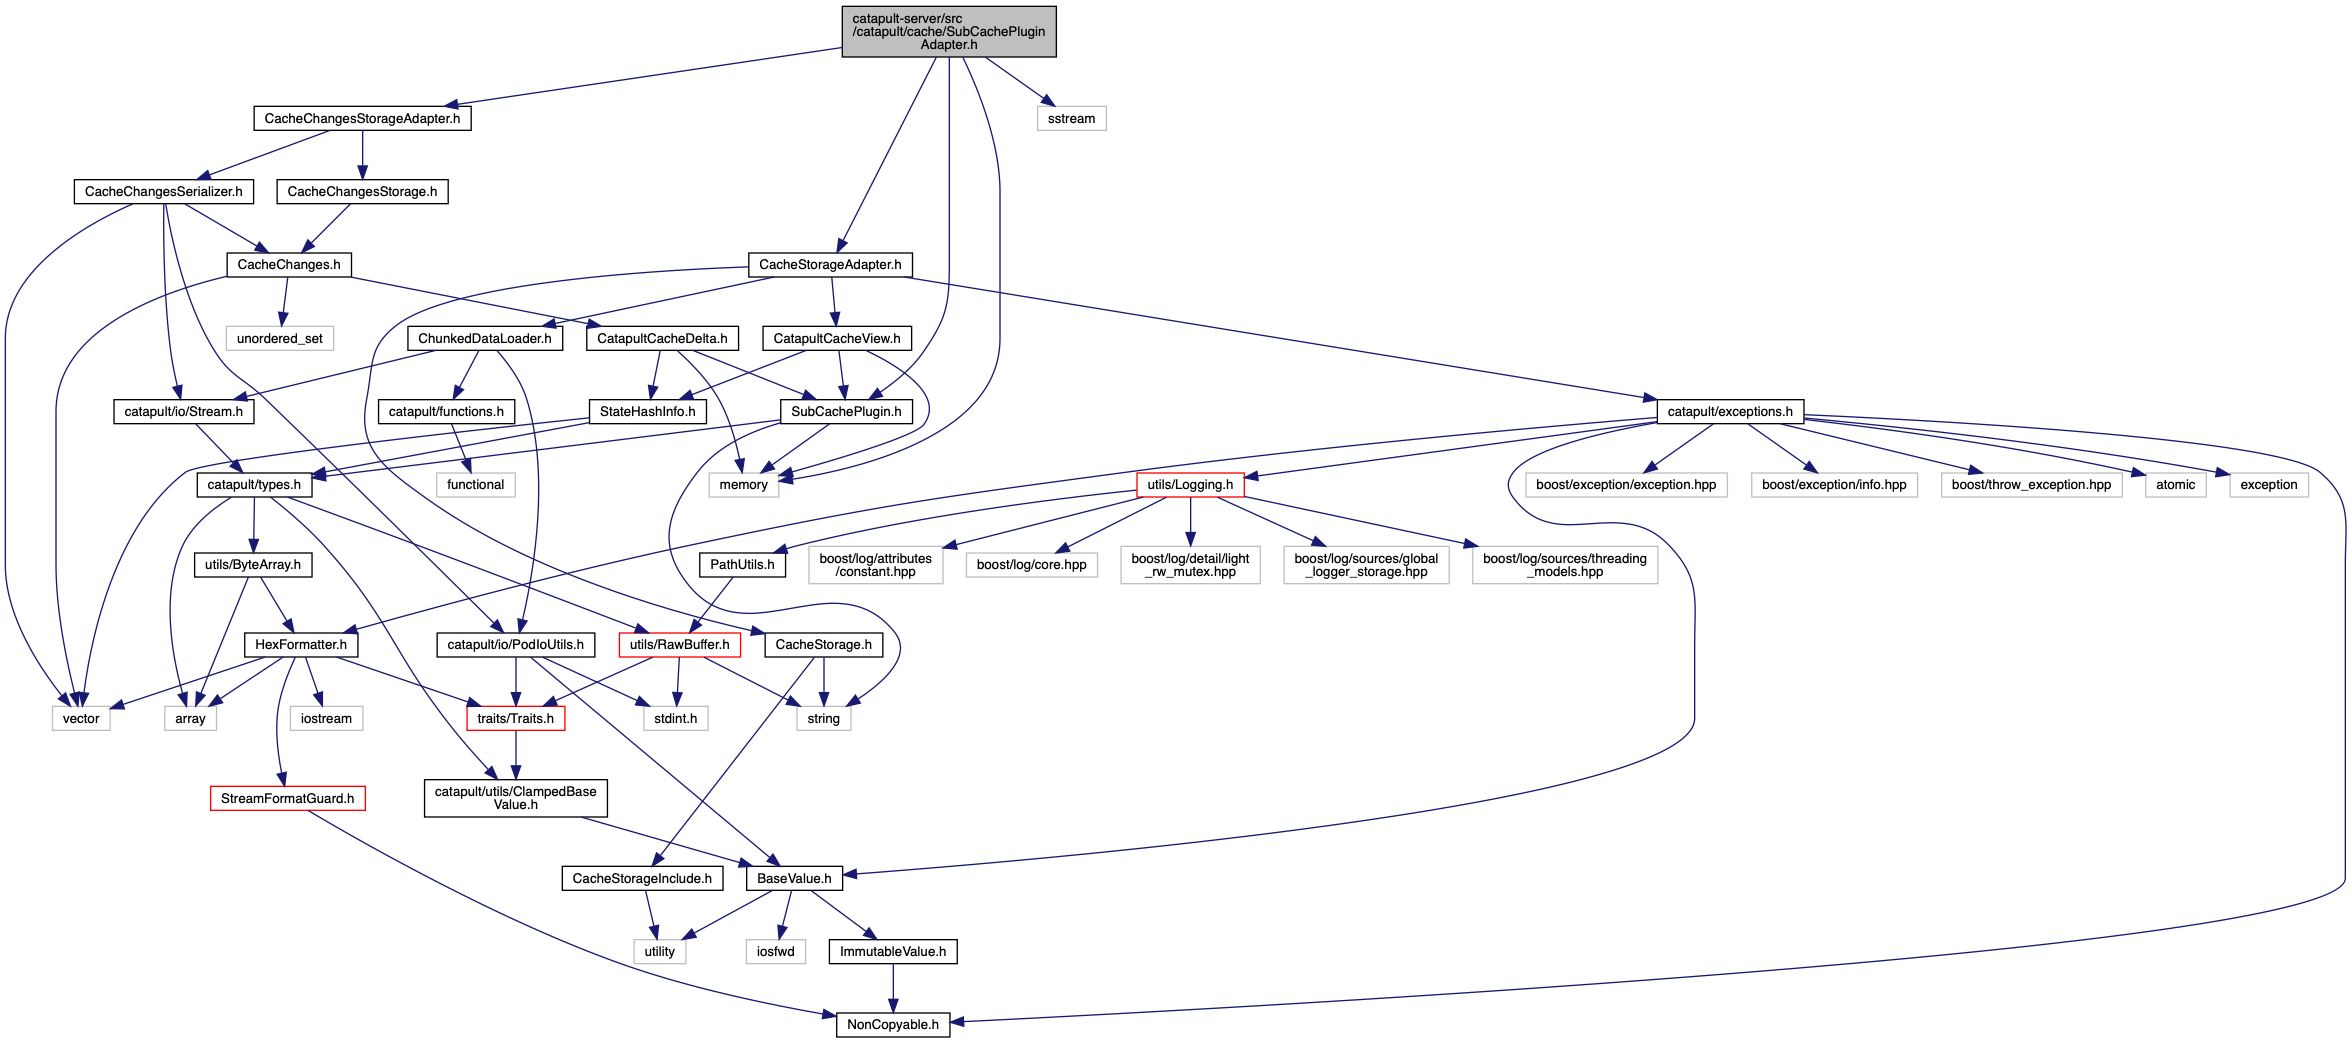 catapult-server/src
/catapult/cache/SubCachePlugin
Adapter.h
CacheChangesStorageAdapter.h
sstream
CacheChangesSerializer.h
CacheChangesStorage.h
CacheChanges.h
CacheStorageAdapter.h
unordered_set
ChunkedDataLoader.h
CatapultCacheDelta.h
CatapultCacheView.h
catapult/io/Stream.h
catapult/functions.h
StateHashInfo.h
SubCachePlugin.h
catapult/exceptions.h
catapult/types.h
functional
memory
utils/Logging.h
boost/exception/exception.hpp
boost/exception/info.hpp
boost/throw_exception.hpp
atomic
exception
utils/ByteArray.h
PathUtils.h
boost/log/attributes
/constant.hpp
boost/log/core.hpp
boost/log/detail/light
_rw_mutex.hpp
boost/log/sources/global
_logger_storage.hpp
boost/log/sources/threading
_models.hpp
HexFormatter.h
catapult/io/PodIoUtils.h
utils/RawBuffer.h
CacheStorage.h
vector
array
iostream
traits/Traits.h
stdint.h
string
StreamFormatGuard.h
catapult/utils/ClampedBase
Value.h
CacheStorageInclude.h
BaseValue.h
utility
iosfwd
ImmutableValue.h
NonCopyable.h